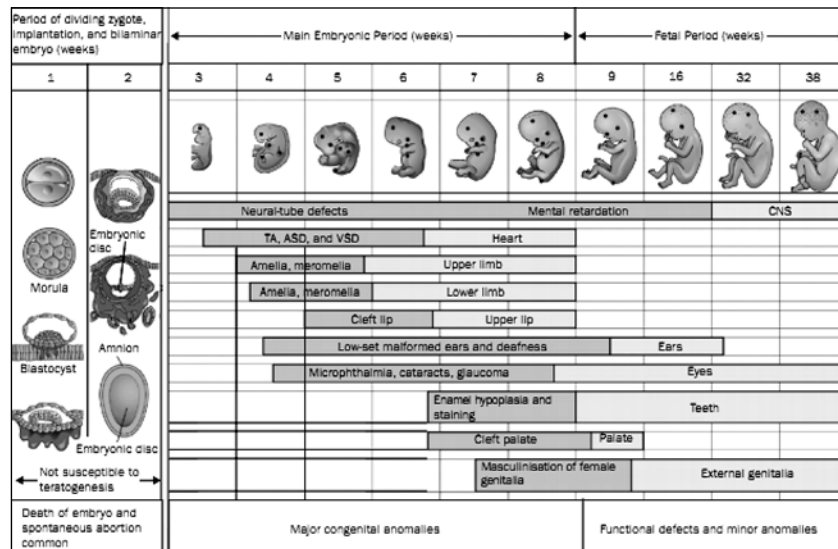 Period of dividing zygote,
implantation, and bilaminar
embryo (weeks)
Main Embryonic Period (weeks)
Fetal Period (weeks)
1 2 3 4 5 6 7 8 9 16 32 38
Neural-tube defects Mental retardation CNS
TA, ASD, and VSD Heart
Embryonic
disc
Amelia, meromelia Upper limb
Morula
Amelia, meromelia Lower limb
Cleft lip Upper lip
Low-set malformed ears and deafness Ears
Blastocyst
Amnion
Microphthalmia, cataracts, glaucoma Eyes
Enamel hypoplasia and
staining
Teeth
Cleft palate Palate
Embryonic disc
Not susceptible to
teratogenesis
Masculinisation of female
genitalia
External genitalia
Death of embryo and
spontaneous abortion
common
Major congenital anomalies
Functional defects and minor anomalies